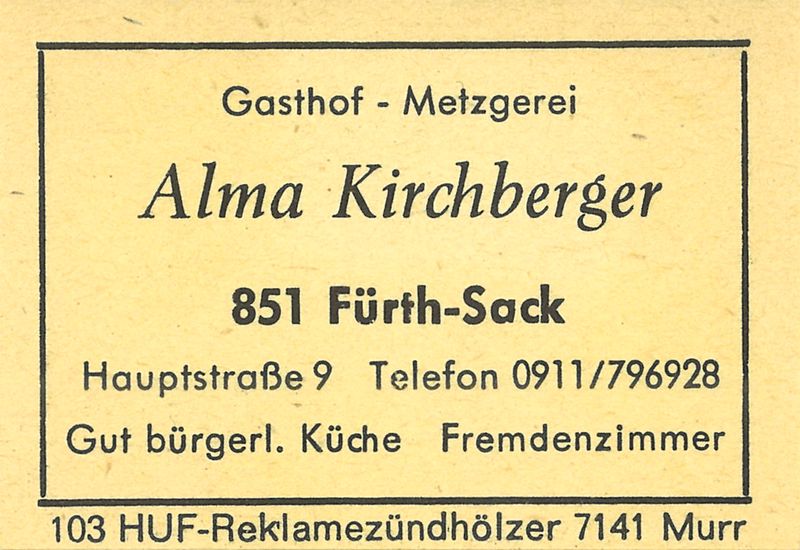 Gasthof - Metzgerei
Alma Kirchberger
851 Fürth-Sack
Hauptstraße 9 Telefon 0911/796928
Gut bürgerl. Küche Fremdenzimmer
103 HUF-Reklamezündhölzer 7141 Murr